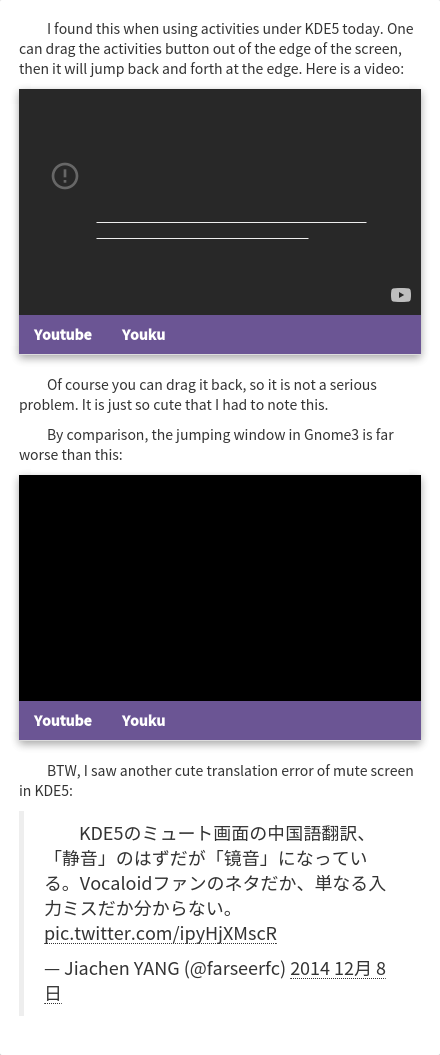 I found this when using activities under KDE5 today. One
can drag the activities button out of the edge of the screen,
then it will jump back and forth at the edge. Here is a video:
Youtube Youku
Of course you can drag it back, so it is not a serious
problem. It is just so cute that I had to note this.
By comparison, the jumping window in Gnome3 is far
worse than this:
Youtube Youku
BTW, I saw another cute translation error of mute screen
in KDE5:
KDE5のミュート画面の中国語翻訳、
「静音」のはずだが「镜音」になってい
る。Vocaloidファンのネタだか、単なる入
力ミスだか分からない。
pic.twitter.com/ipyHjXMscR
— Jiachen YANG (@farseerfc) 2014 12月 8
日